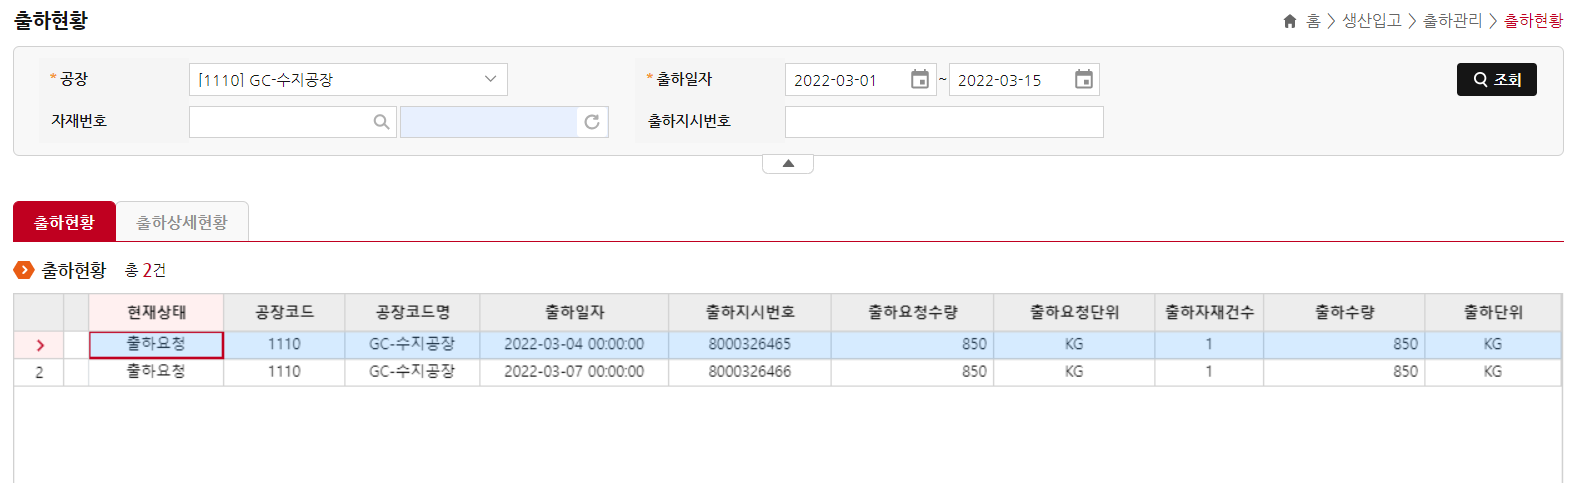 출하현황
홈 > 생산입고 > 출하관리 > 출하현황
* 공장 [1110] GC-수지공장 * 출하일자 2022-03-01 ~ 2022-03-15 조회
자재번호 출하지시번호
출하현황 출하상세현황
출하현황 총 2건
현재상태 공장코드 공장코드명 출하일자 출하지시번호 출하요청수량 출하요청단위 출하자재건수 출하수량 출하단위
출하요청 1110 GC-수지공장 2022-03-04 00:00:00 8000326465 850 KG 1 850 KG
2 출하요청 1110 GC-수지공장 2022-03-07 00:00:00 8000326466 850 KG 1 850 KG